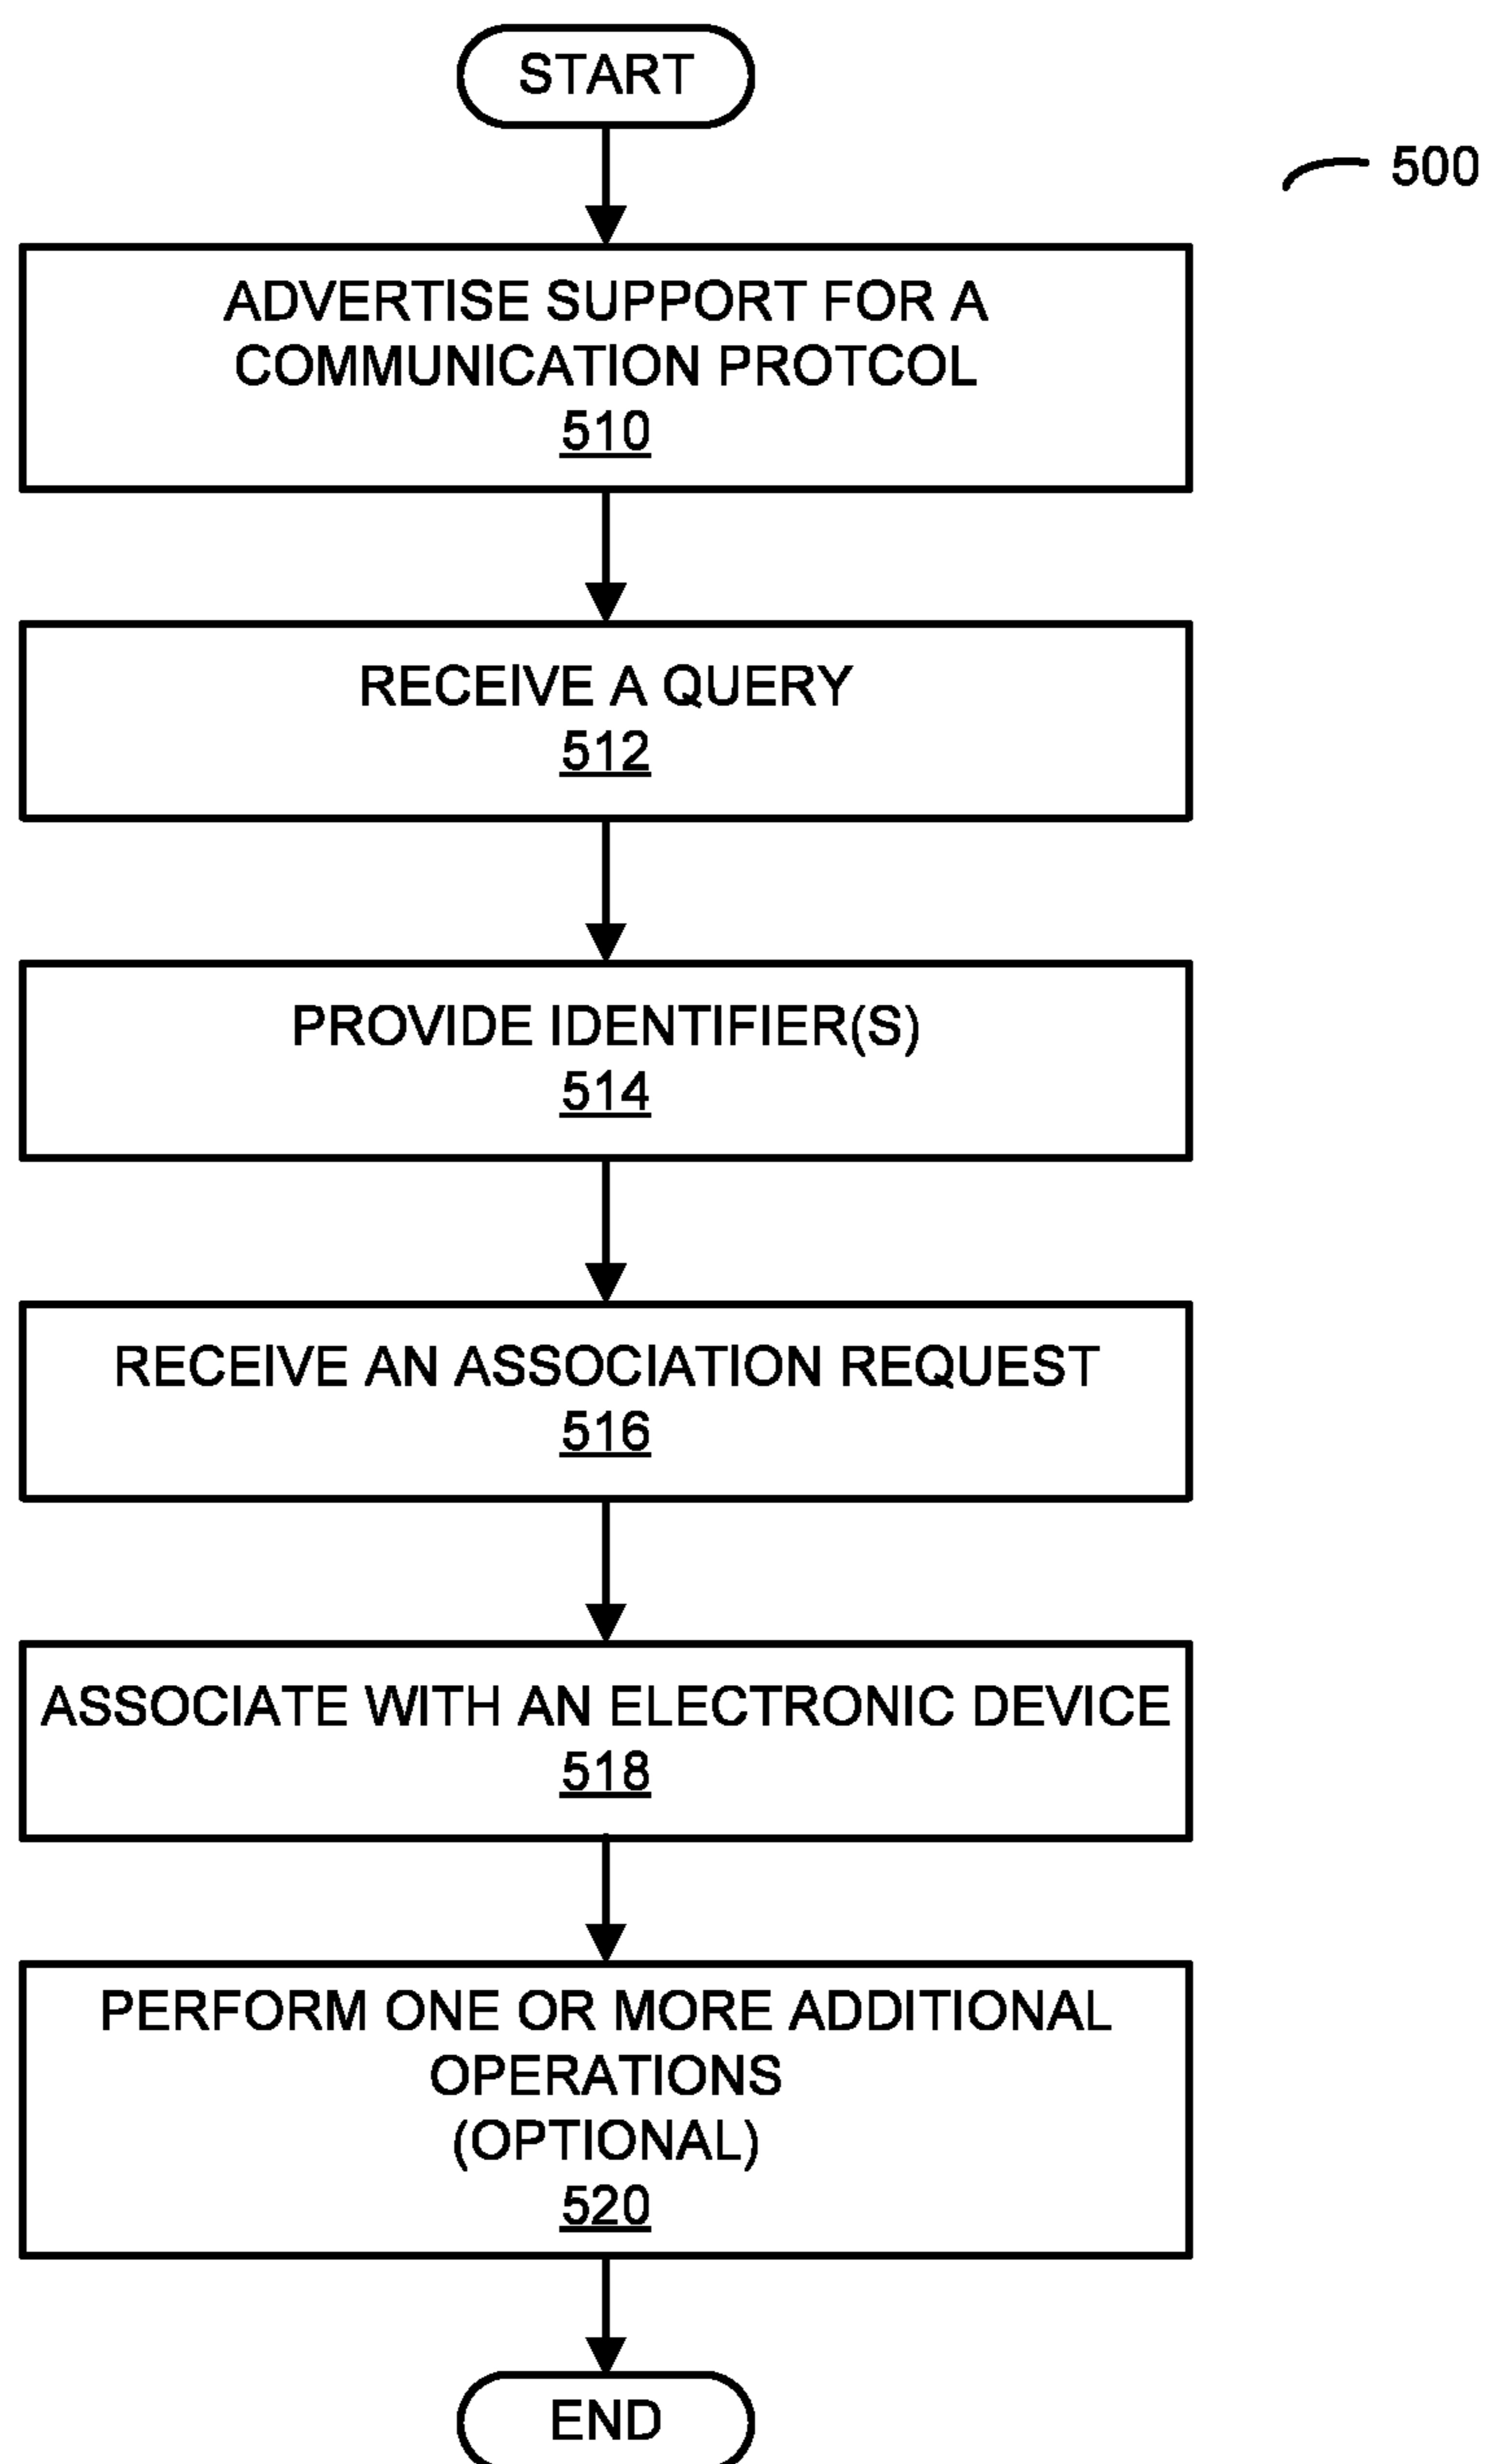 START
500
ADVERTISE SUPPORT FOR A
COMMUNICATION PROTCOL
510
RECEIVE A QUERY
512
PROVIDE IDENTIFIER(S)
514
RECEIVE AN ASSOCIATION REQUEST
516
ASSOCIATE WITH AN ELECTRONIC DEVICE
518
PERFORM ONE OR MORE ADDITIONAL
OPERATIONS
(OPTIONAL)
520
END